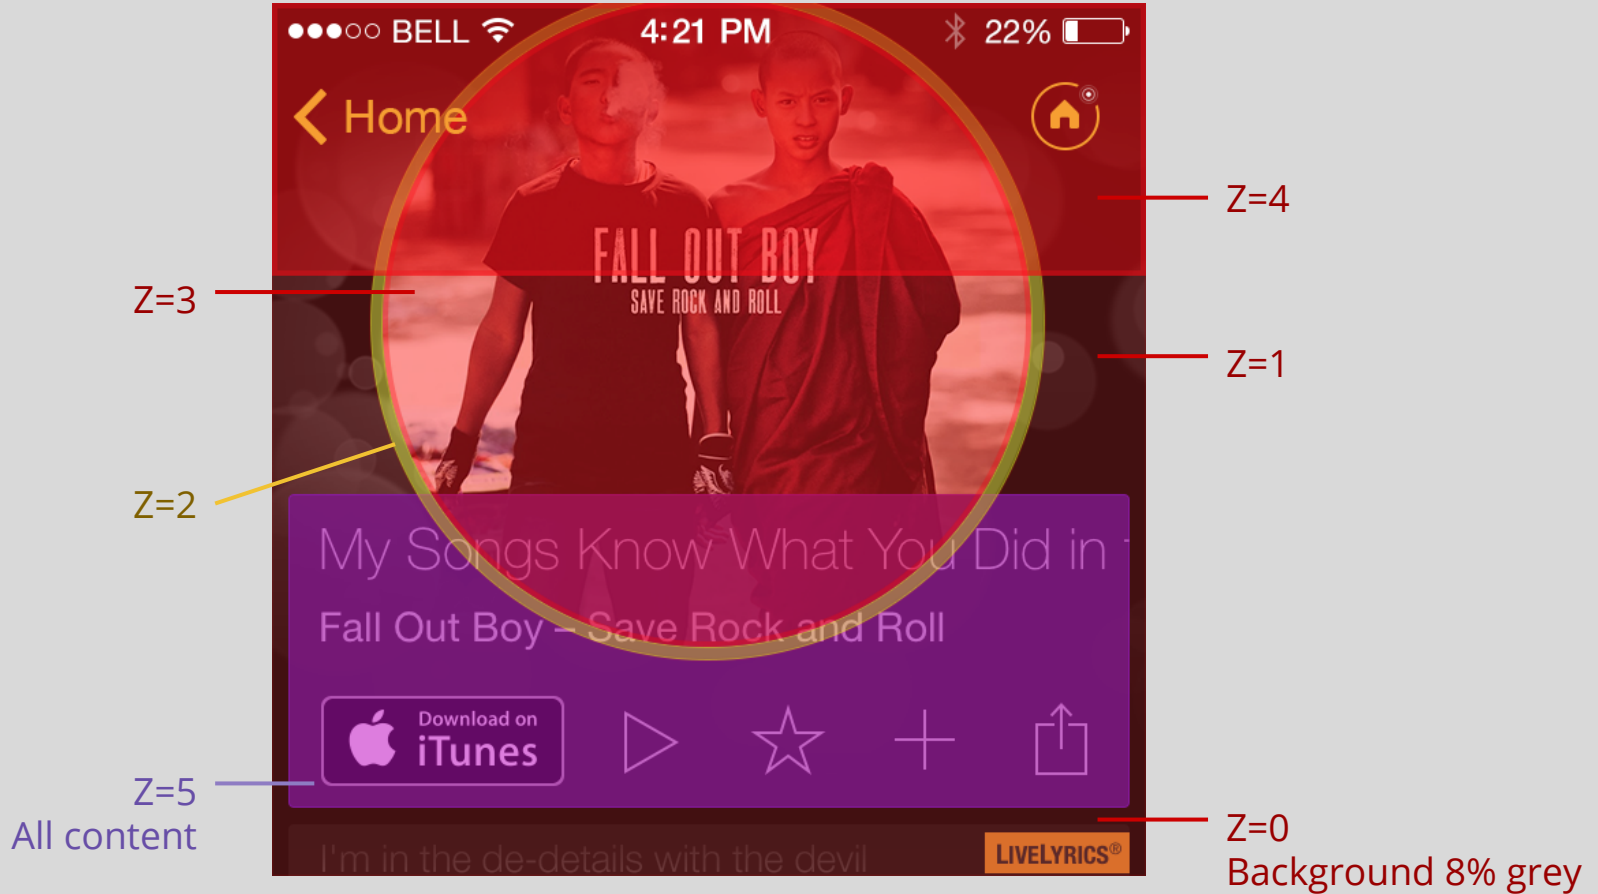 BELL 4:21 PM 22%
Home
Z=4
FALL OUT BOY
SAVE ROCK AND ROLL
Z=3
Z=1
Z=2
My Songs Know What You Did in
Fall Out Boy – Save Rock and Roll
Download on
iTunes
Z=5
All content
Z=0
Background 8% grey
I'm in the de-details with the devil
LIVELYRICS®